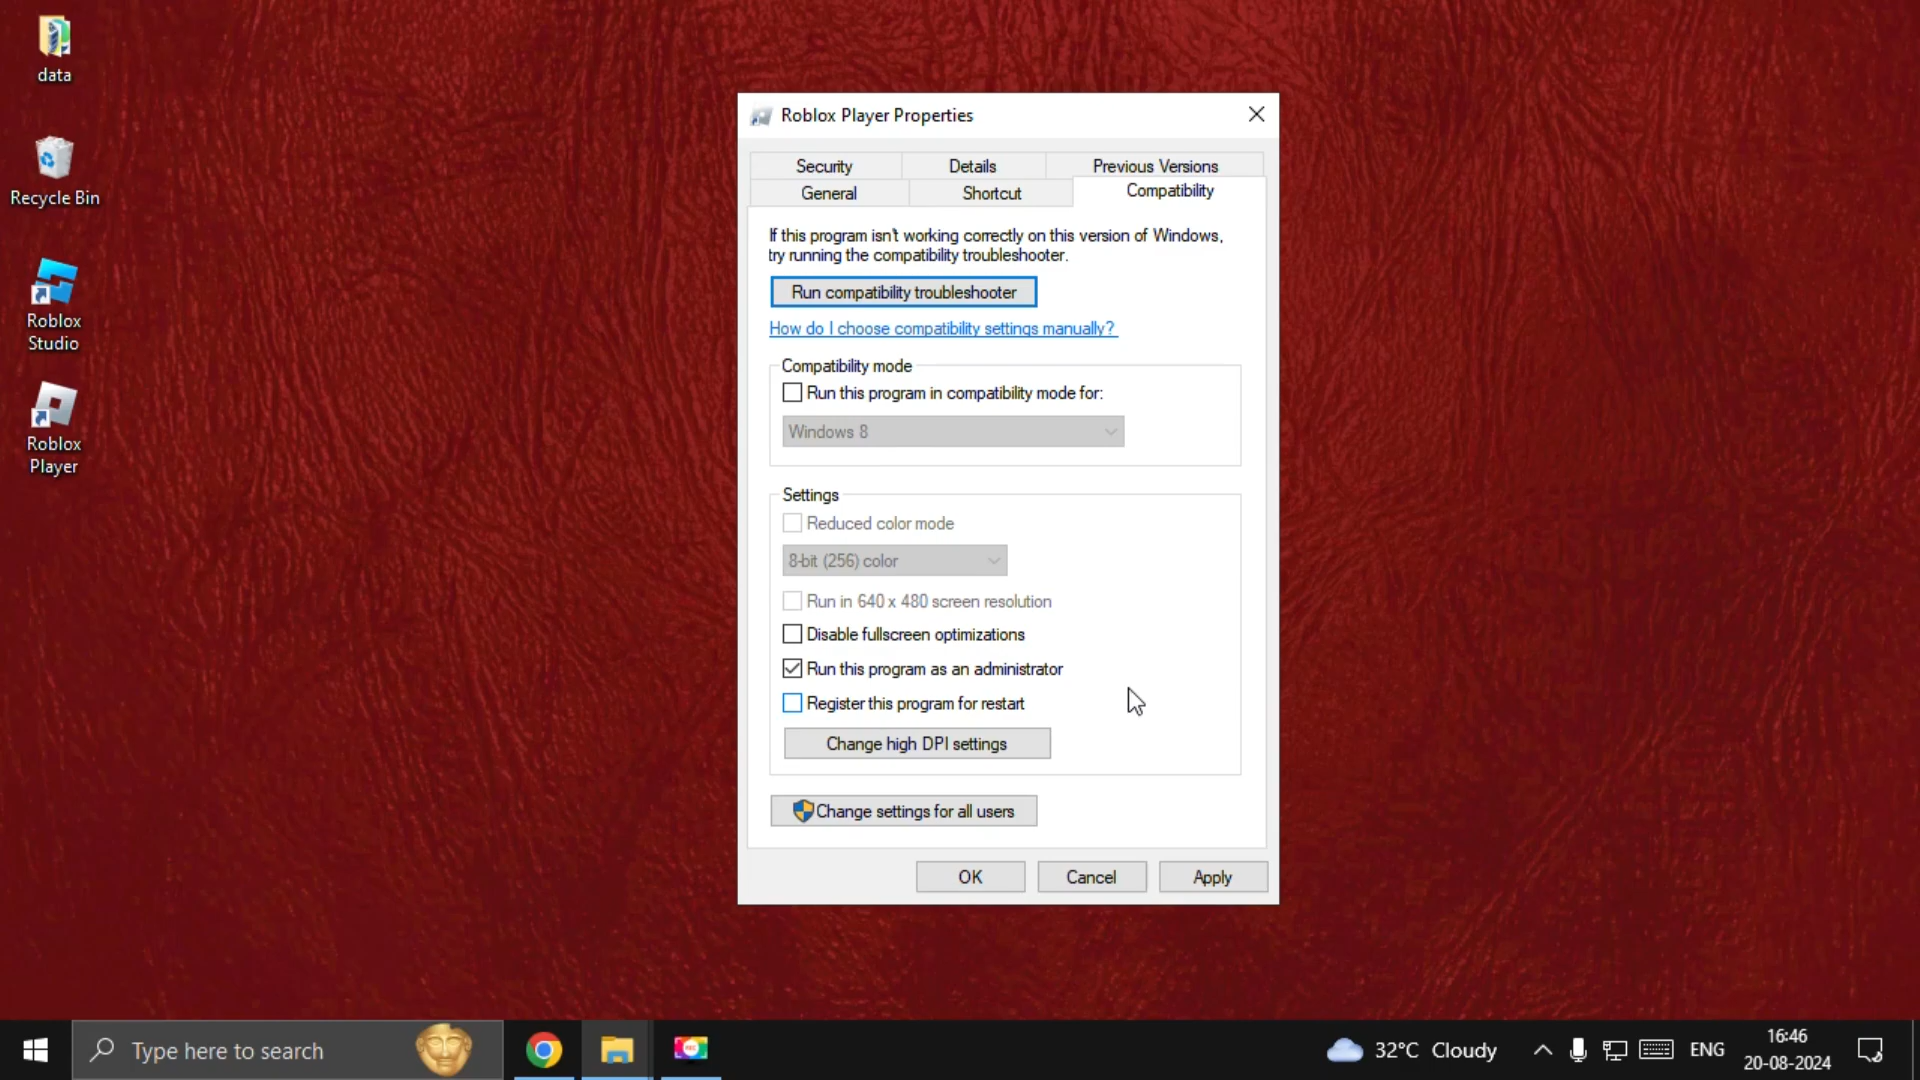 data
Recycle Bin
Roblox
Studio
Roblox
Player
Roblox Player Properties
Security Details Previous Versions
General Shortcut Compatibility
If this program isn't working correctly on this version of Windows,
try running the compatibility troubleshooter.
Run compatibility troubleshooter
How do I choose compatibility settings manually?
Compatibility mode
Run this program in compatibility mode for:
Windows 8
Settings
Reduced color mode
8-bit (256) color
Run in 640 x 480 screen resolution
Disable fullscreen optimizations
Run this program as an administrator
Register this program for restart
Change high DPI settings
Change settings for all users
OK Cancel Apply
Type here to search
REC
32°C Cloudy
ENG
16:46
20-08-2024